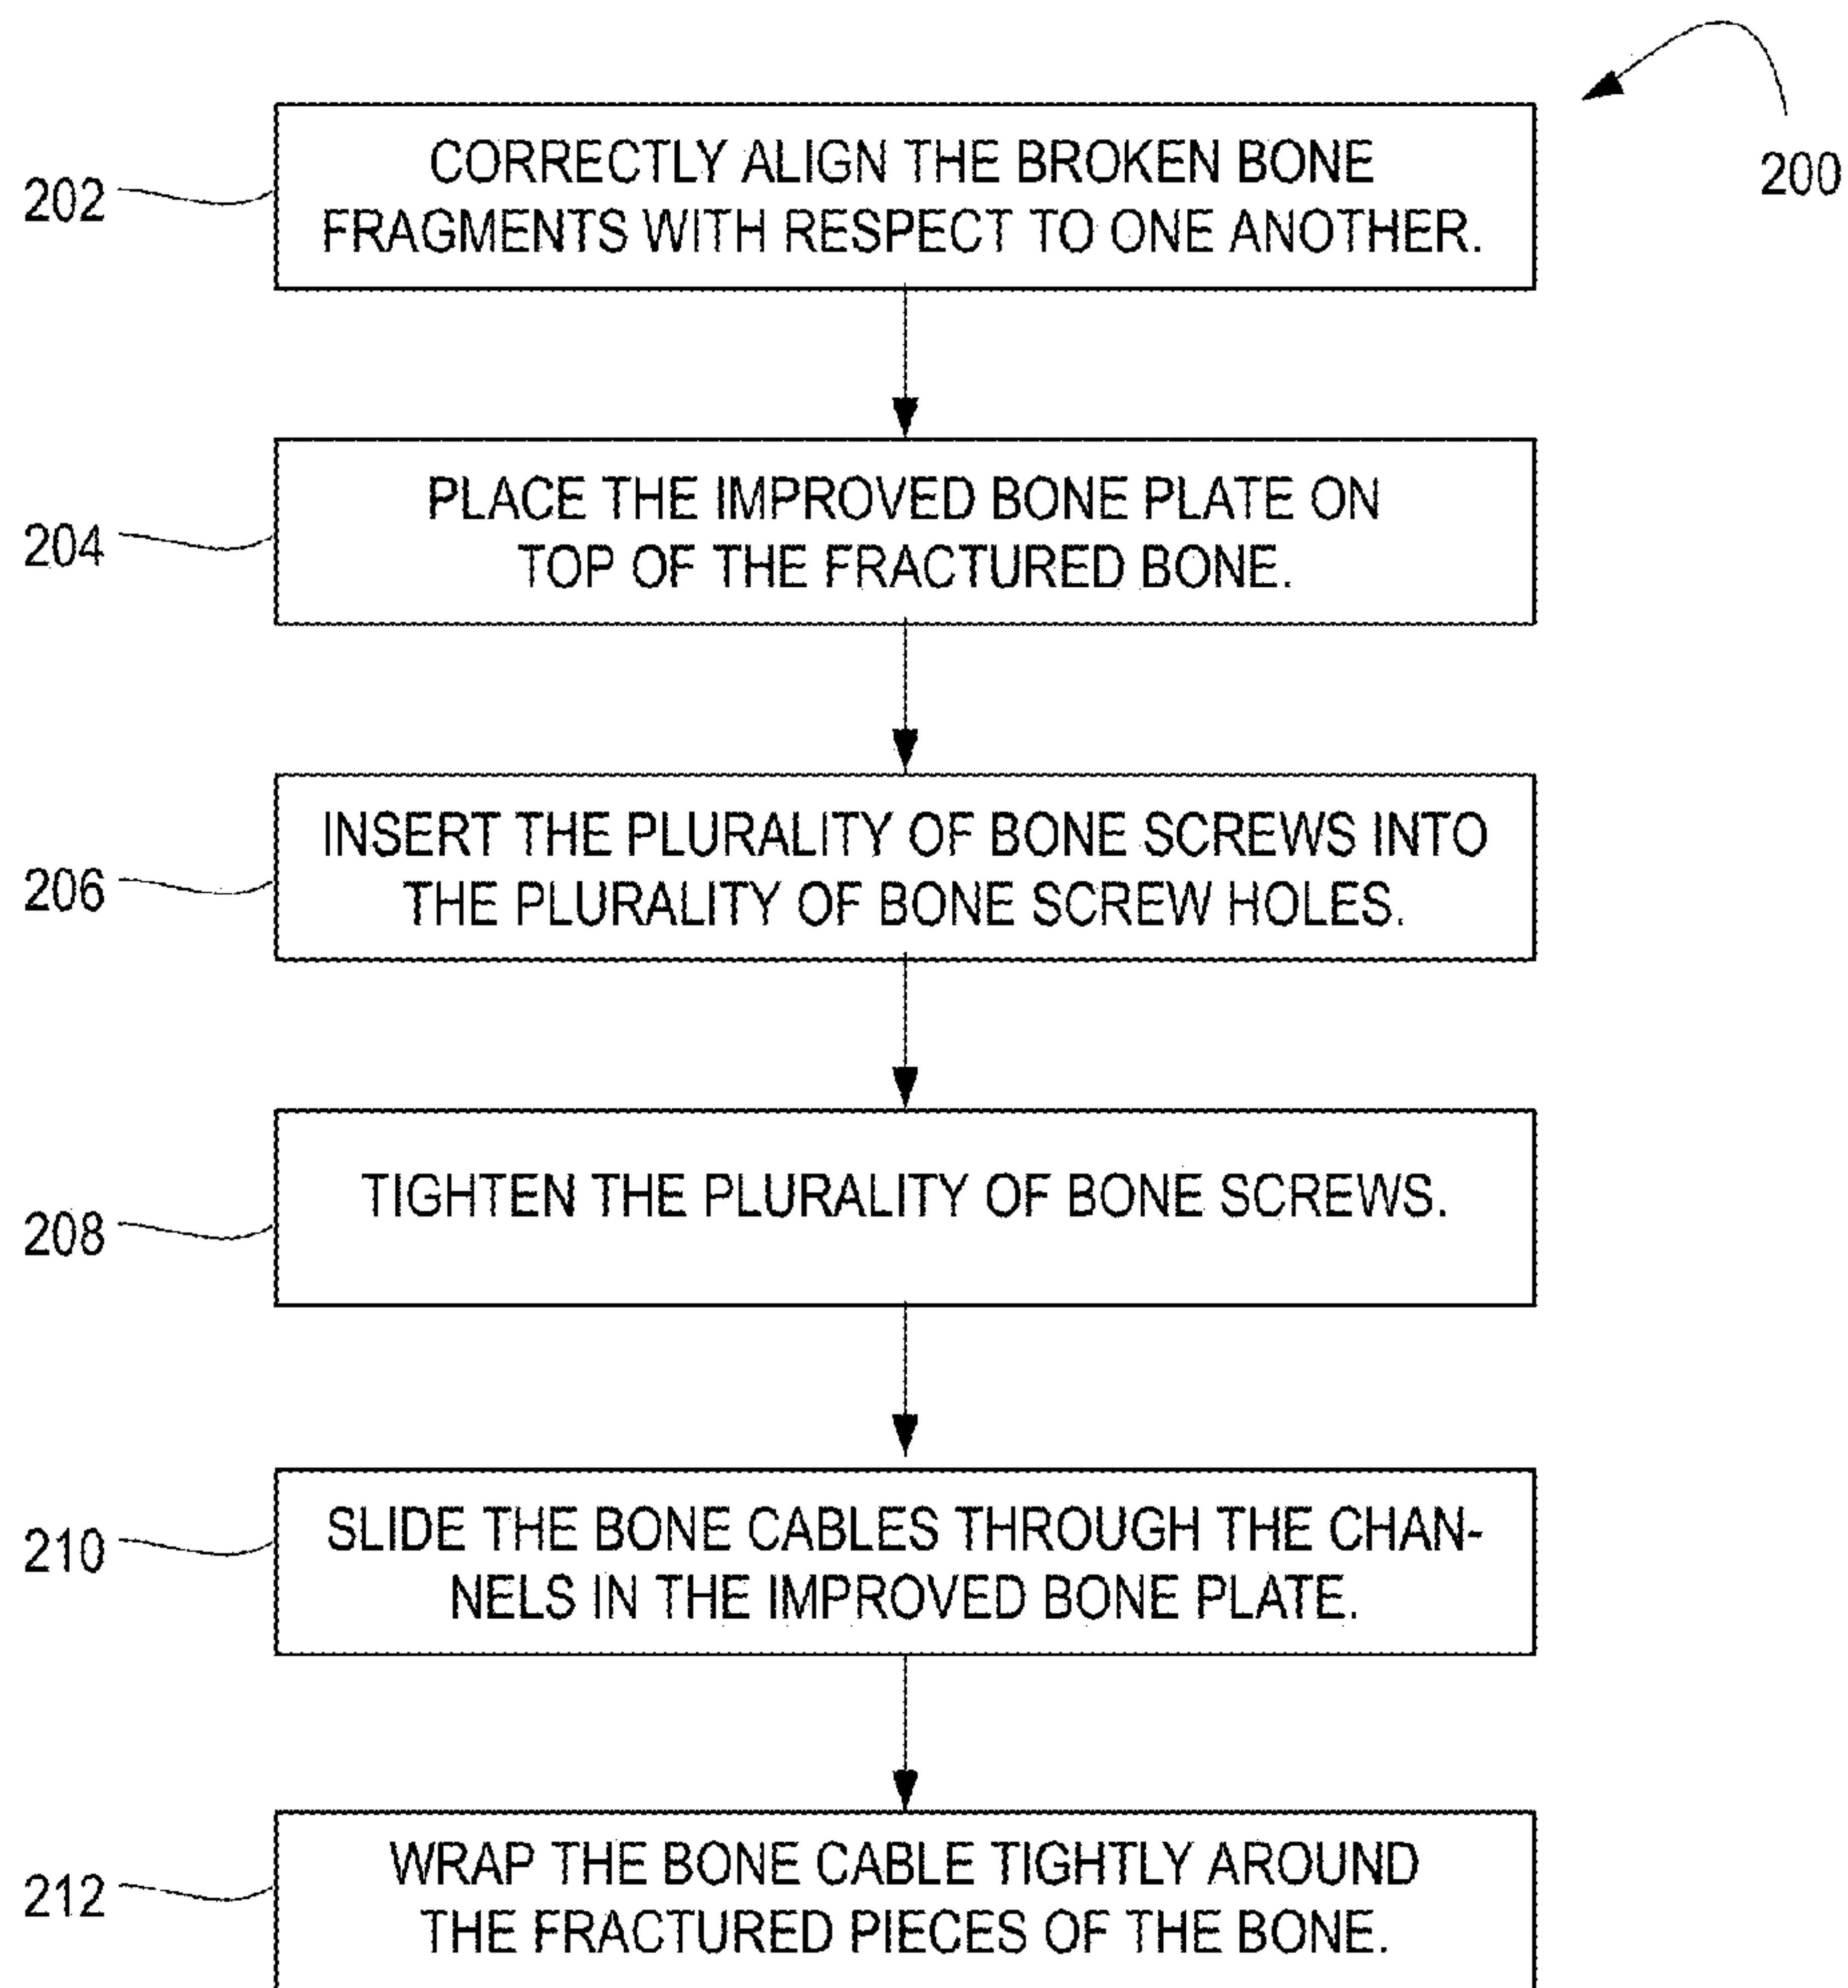 200
202
CORRECTLY ALIGN THE BROKEN BONE
FRAGMENTS WITH RESPECT TO ONE ANOTHER.
204
PLACE THE IMPROVED BONE PLATE ON
TOP OF THE FRACTURED BONE.
206
INSERT THE PLURALITY OF BONE SCREWS INTO
THE PLURALITY OF BONE SCREW HOLES.
208
TIGHTEN THE PLURALITY OF BONE SCREWS.
210
SLIDE THE BONE CABLES THROUGH THE CHAN-
NELS IN THE IMPROVED BONE PLATE.
212
WRAP THE BONE CABLE TIGHTLY AROUND
THE FRACTURED PIECES OF THE BONE.